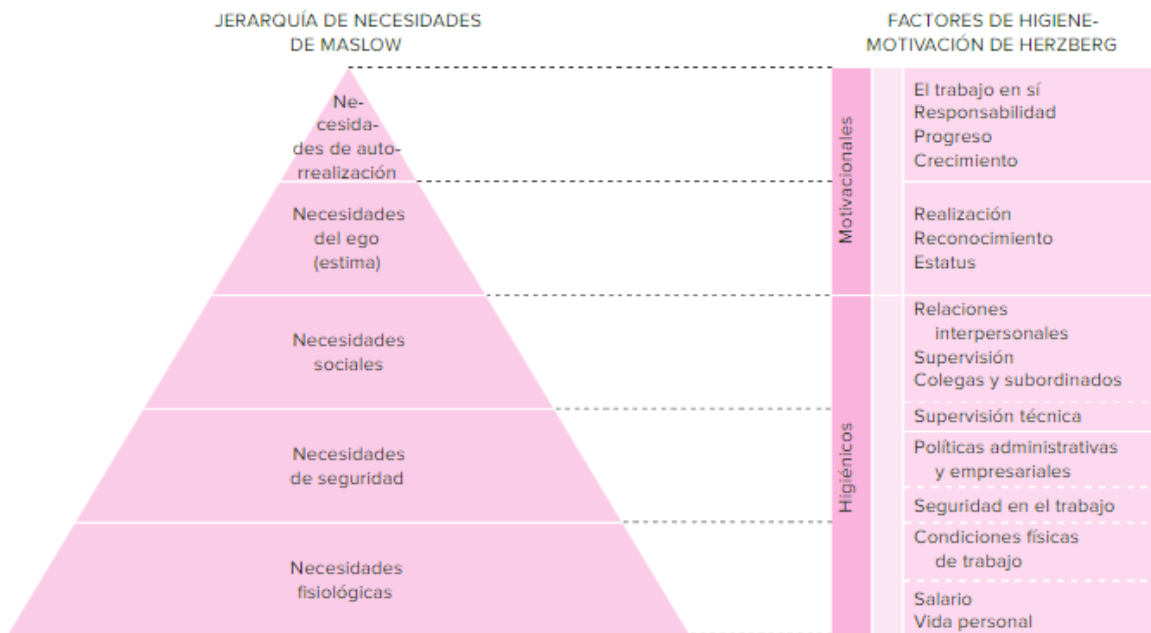 JERARQUÍA DE NECESIDADES
DE MASLOW
Ne-
cesida-
des de auto-
rrealización
Necesidades
del ego
(estima)
Necesidades
sociales
Necesidades
de seguridad
Necesidades
fisiológicas
FACTORES DE HIGIENE-
MOTIVACIÓN DE HERZBERG
Motivacionales
El trabajo en sí
Responsabilidad
Progreso
Crecimiento
Realización
Reconocimiento
Estatus
Higiénicos
Relaciones
interpersonales
Supervisión
Colegas y subordinados
Supervisión técnica
Políticas administrativas
y empresariales
Seguridad en el trabajo
Condiciones físicas
de trabajo
Salario
Vida personal